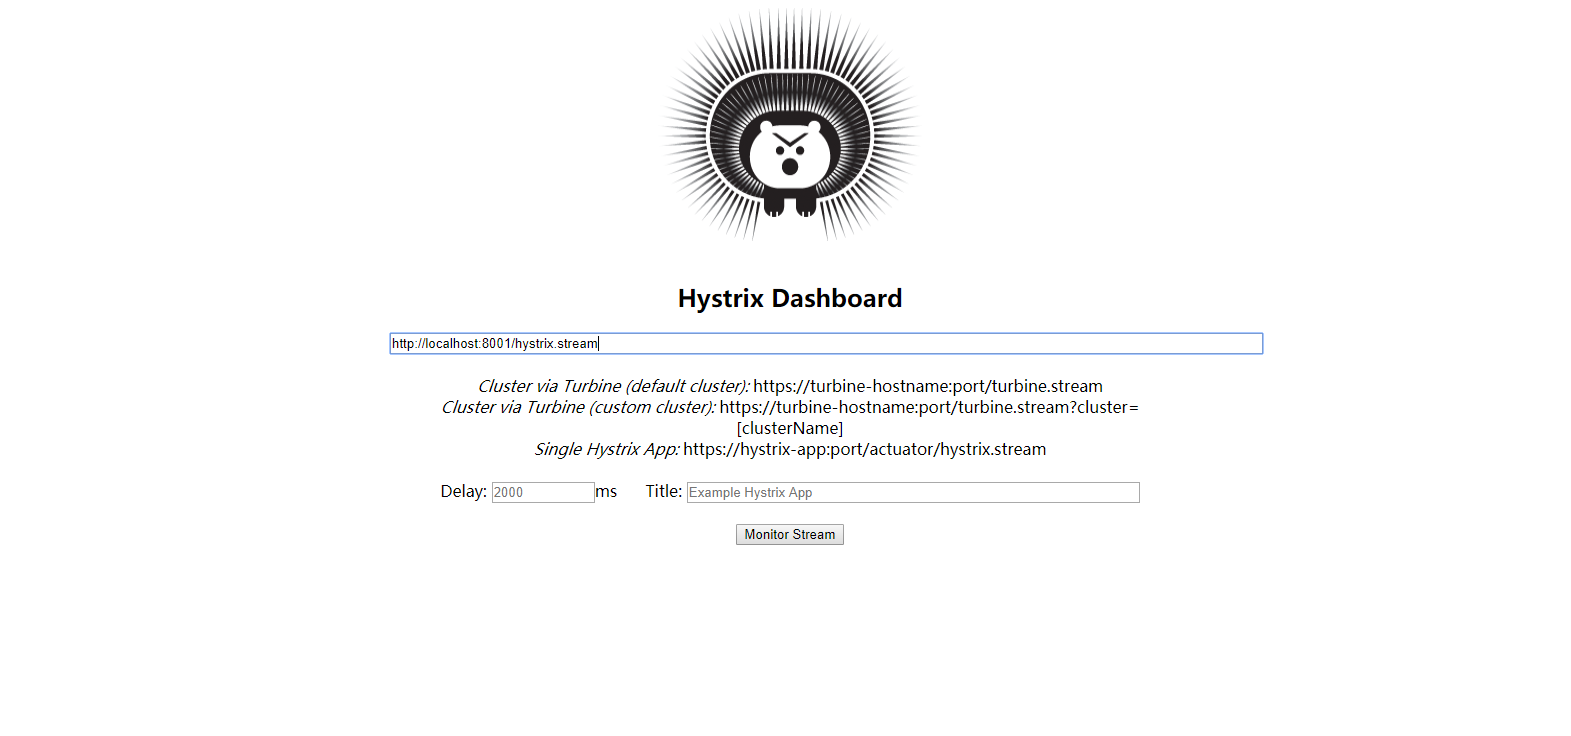 Hystrix Dashboard
http://localhost:8001/hystrix.stream
Cluster via Turbine (default cluster): https://turbine-hostname:port/turbine.stream
Cluster via Turbine (custom cluster): https://turbine-hostname:port/turbine.stream?cluster=
[clusterName]
Single Hystrix App: https://hystrix-app:port/actuator/hystrix.stream
Delay: 2000 ms Title: Example Hystrix App
Monitor Stream